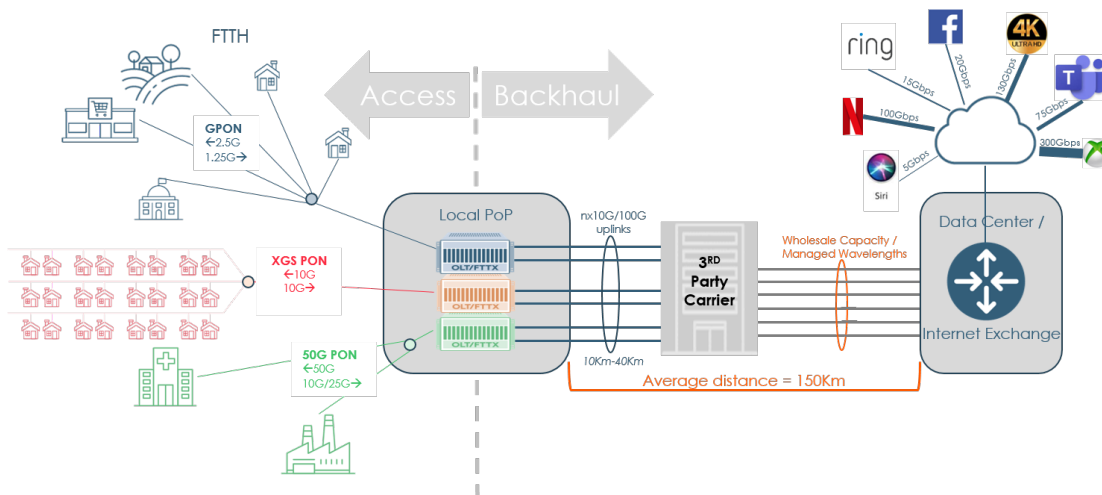 FTTH
Access
Backhaul
GPON
←2.5G
1.25G→
XGS PON
←10G
10G→
50G PON
←50G
10G/25G→
Local PoP
OLT/FTTX
OLT/FTTX
OLT/FTTX
nx10G/100G
uplinks
10Km-40Km
3RD
Party
Carrier
Wholesale Capacity /
Managed Wavelengths
Average distance = 150Km
ring
4K
ULTRA HD
T
N
Siri
15Gbps
20Gbps
130Gbps
75Gbps
100Gbps
300Gbps
5Gbps
Data Center /
Internet Exchange